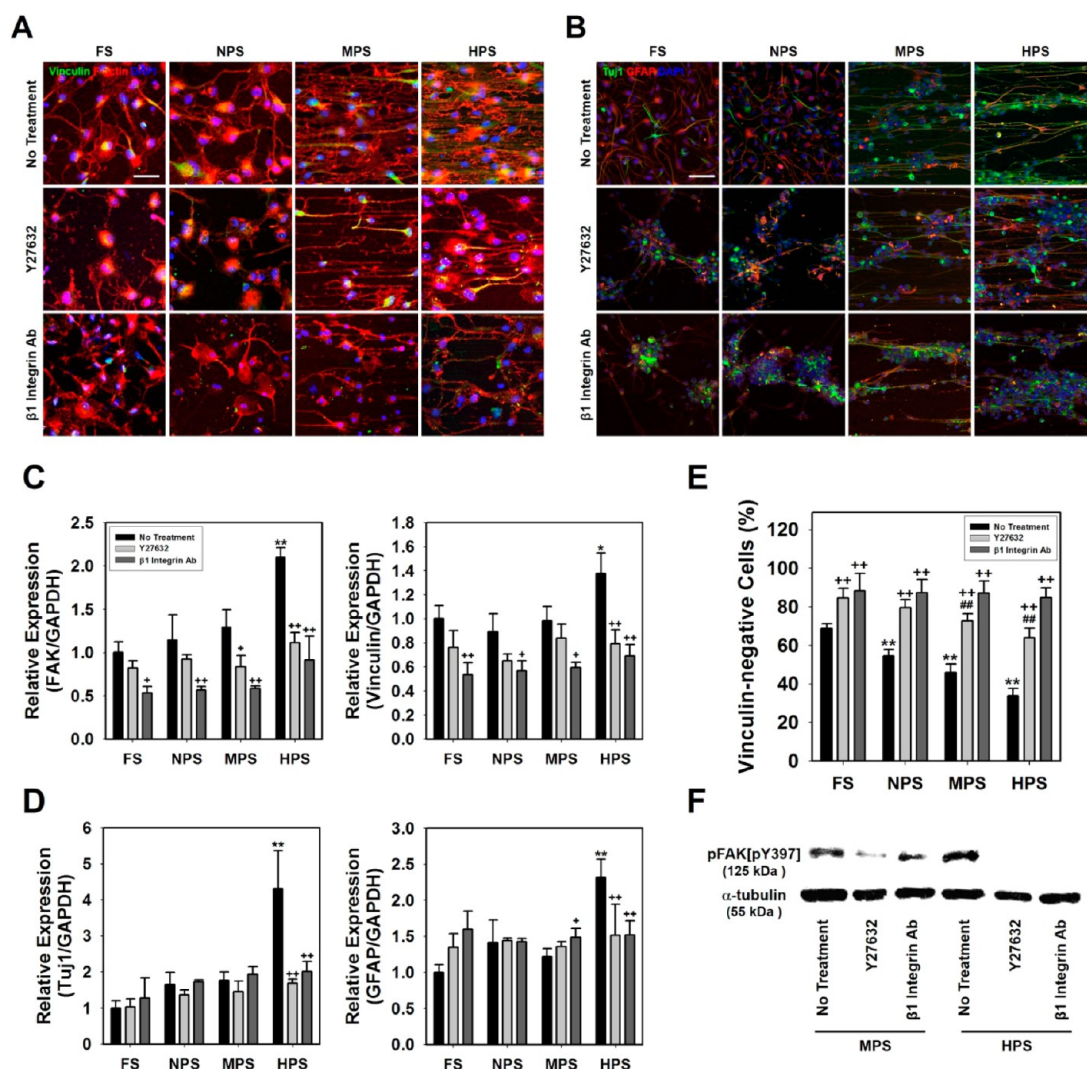 A
FS NPS MPS HPS
Vinculin F-actin DAPI
No Treatment
Y27632
β1 Integrin Ab
B
FS NPS MPS HPS
Tuj1 GFAP DAPI
No Treatment
Y27632
β1 Integrin Ab
C
Relative Expression
(FAK/GAPDH)
2.5
2.0
1.5
1.0
0.5
0.0
No Treatment
Y27632
β1 Integrin Ab
**
+ ++ + ++ ++ ++
FS NPS MPS HPS
Relative Expression
(Vinculin/GAPDH)
1.8
1.6
1.4
1.2
1.0
0.8
0.6
0.4
0.2
0.0
*
++ + + ++ ++
FS NPS MPS HPS
D
Relative Expression
(Tuj1/GAPDH)
6
5
4
3
2
1
0
**
++ ++
FS NPS MPS HPS
Relative Expression
(GFAP/GAPDH)
3.0
2.5
2.0
1.5
1.0
0.5
0.0
**
+ ++ ++
FS NPS MPS HPS
E
Vinculin-negative Cells (%)
120
100
80
60
40
20
0
No Treatment
Y27632
β1 Integrin Ab
++ ++ ** ++ ++ ** ++ ## ++ ** ++ ## ++
FS NPS MPS HPS
F
pFAK[pY397]
(125 kDa )
α-tubulin
(55 kDa )
No Treatment
Y27632
β1 Integrin Ab
No Treatment
Y27632
β1 Integrin Ab
MPS HPS